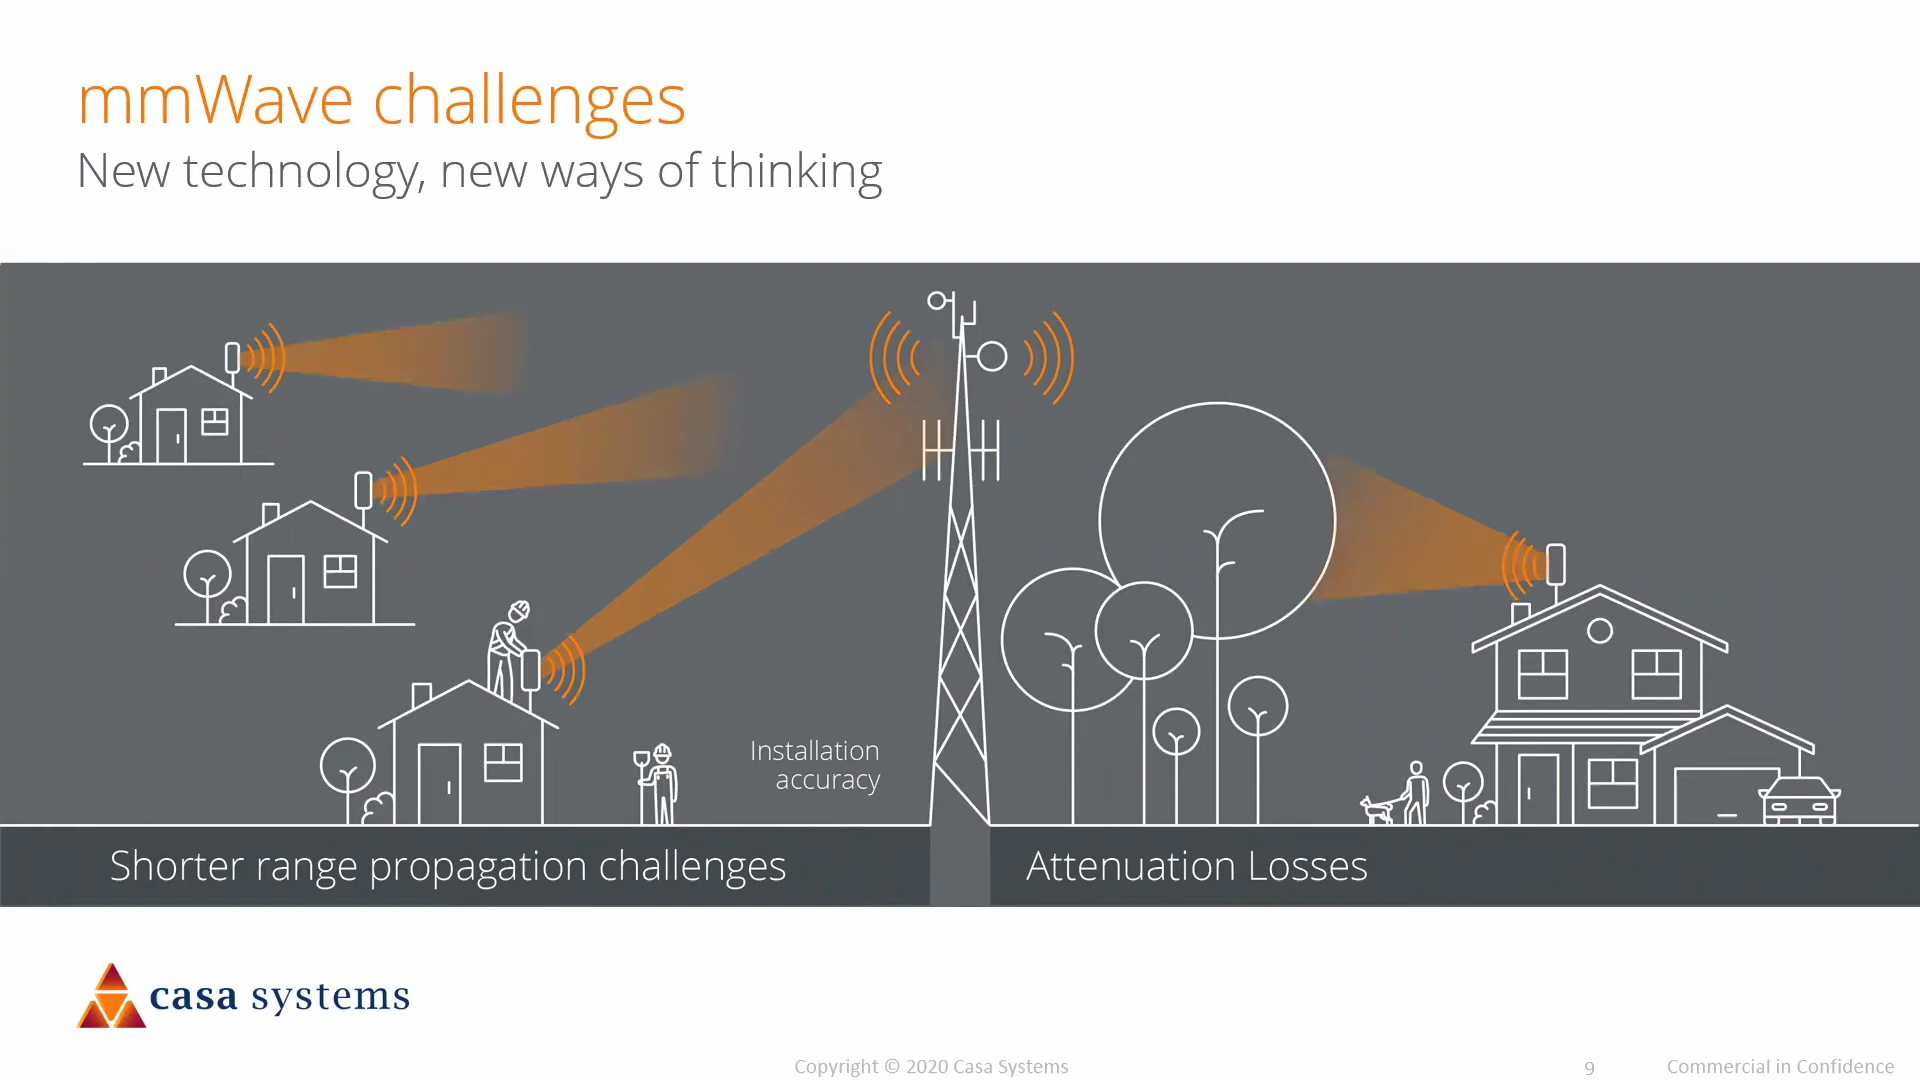 mmWave challenges
New technology, new ways of thinking
Installation
accuracy
Shorter range propagation challenges
Attenuation Losses
casa systems
Copyright © 2020 Casa Systems
9
Commercial in Confidence